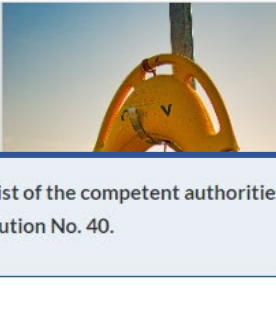 V
ist of the competent authoritie
ution No. 40.